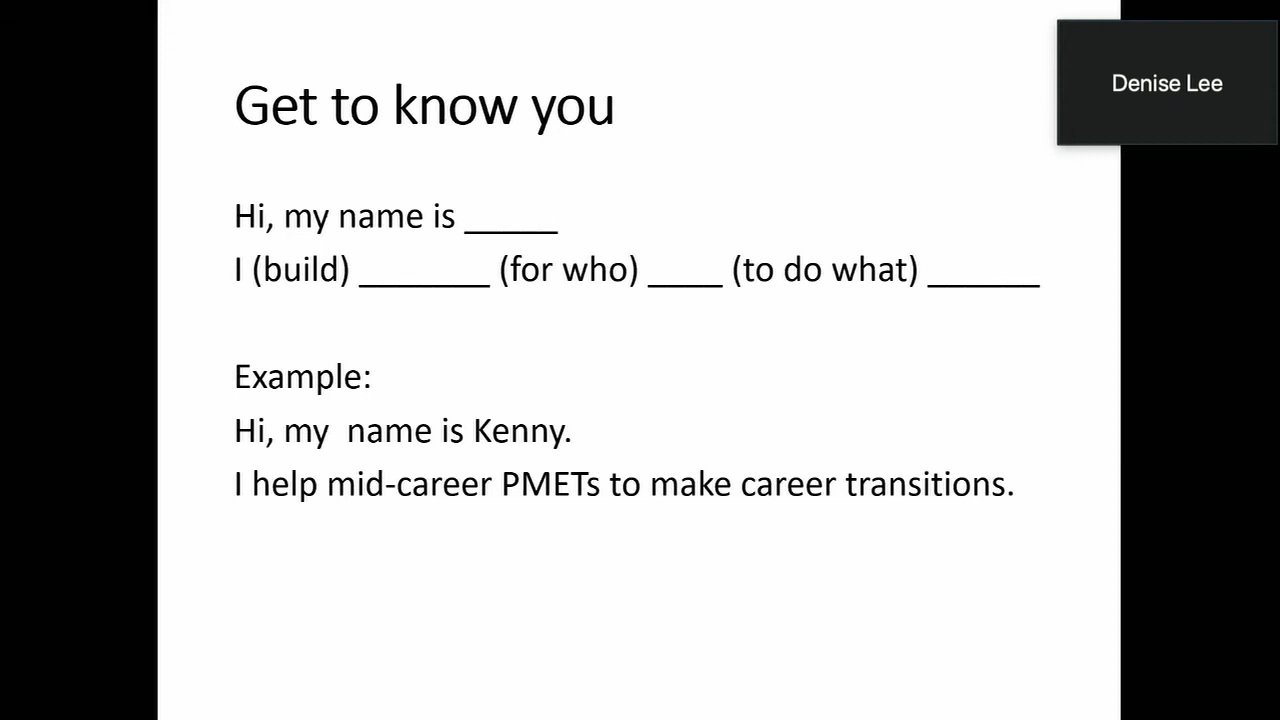 Get to know you
Denise Lee
Hi, my name is _____
I (build) _______ (for who) ____ (to do what) ______
Example:
Hi, my  name is Kenny.
I help mid-career PMETs to make career transitions.